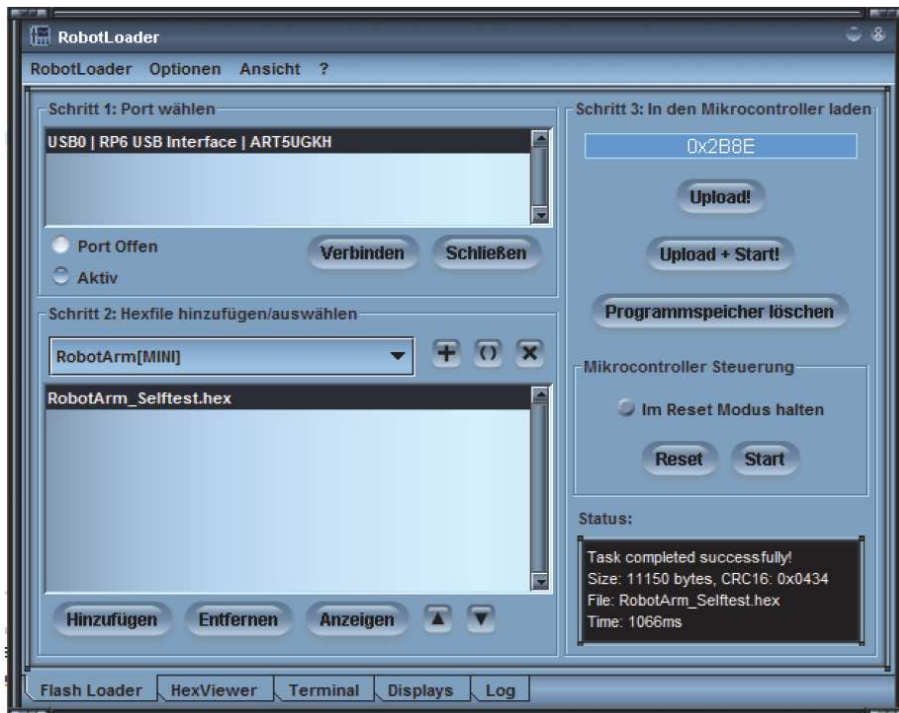 RobotLoader
RobotLoader Optionen Ansicht ?
Schritt 1: Port wählen
USB0 | RP6 USB Interface | ART5UGKH
Port Offen
Aktiv
Verbinden
Schließen
Schritt 2: Hexfile hinzufügen/auswählen
RobotArm[MINI]
RobotArm_Selftest.hex
Hinzufügen
Entfernen
Anzeigen
Schritt 3: In den Mikrocontroller laden
0x2B8E
Upload!
Upload + Start!
Programmspeicher löschen
Mikrocontroller Steuerung
Im Reset Modus halten
Reset
Start
Status:
Task completed successfully!
Size: 11150 bytes, CRC16: 0x0434
File: RobotArm_Selftest.hex
Time: 1066ms
Flash Loader
HexViewer
Terminal
Displays
Log